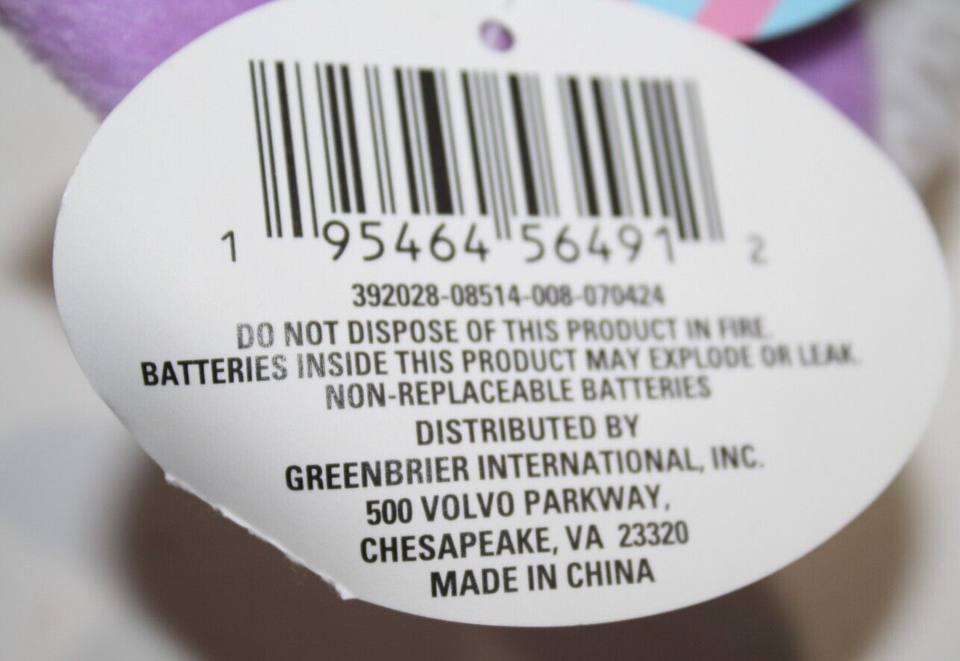 1 95464 56491 2
392028-08514-008-070424
DO NOT DISPOSE OF THIS PRODUCT IN FIRE.
BATTERIES INSIDE THIS PRODUCT MAY EXPLODE OR LEAK.
NON-REPLACEABLE BATTERIES
DISTRIBUTED BY
GREENBRIER INTERNATIONAL, INC.
500 VOLVO PARKWAY,
CHESAPEAKE, VA 23320
MADE IN CHINA